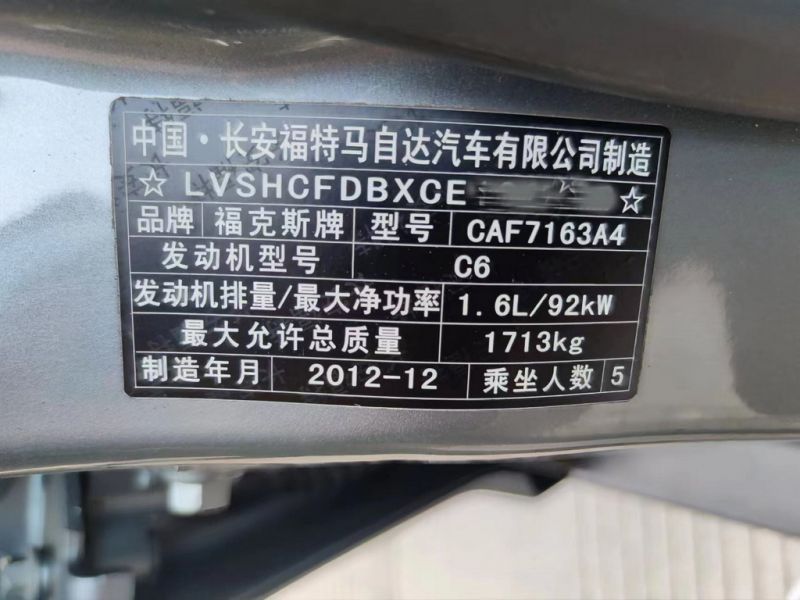 中国·长安福特马自达汽车有限公司制造
☆ LVSHCFDBXCE ☆
品牌 福克斯牌 型号 CAF7163A4
发动机型号 C6
发动机排量/最大净功率 1.6L/92kW
最大允许总质量 1713kg
制造年月 2012-12 乘坐人数 5